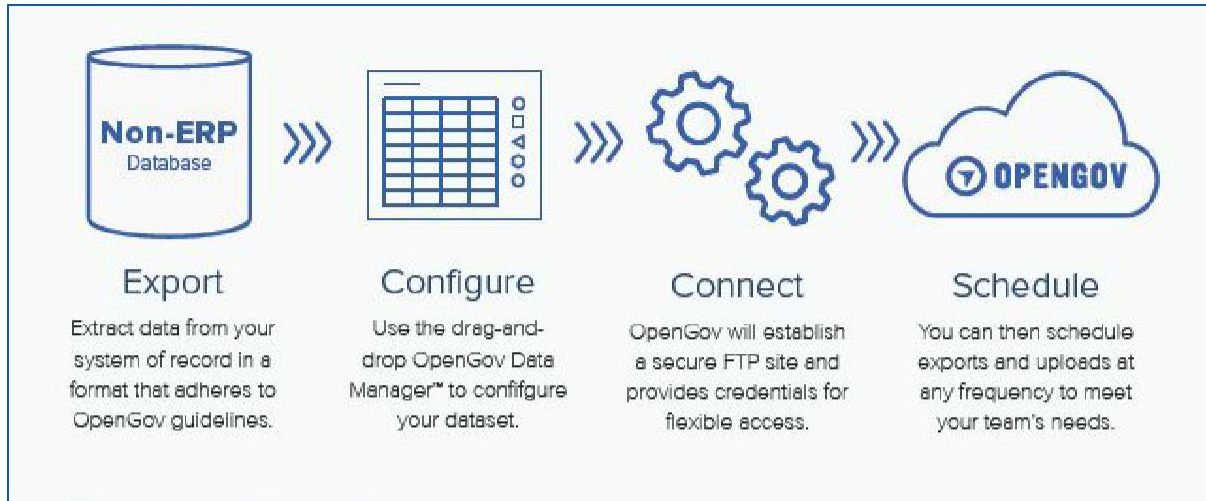 Non-ERP
Database
OPENGOV
Export
Extract data from your
system of record in a
format that adheres to
OpenGov guidelines.
Configure
Use the drag-and-
drop OpenGov Data
Manager™ to confifgure
your dataset.
Connect
OpenGov will establish
a secure FTP site and
provides credentials for
flexible access.
Schedule
You can then schedule
exports and uploads at
any frequency to meet
your team's needs.